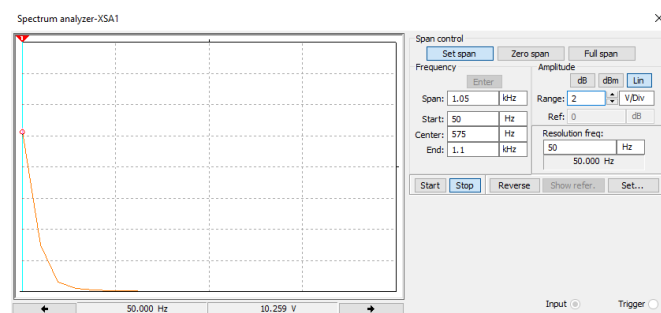 Spectrum analyzer-XSA1
1
50.000 Hz 10.259 V
Span control
Set span Zero span Full span
Frequency
Enter
Span: 1.05 kHz
Start: 50 Hz
Center: 575 Hz
End: 1.1 kHz
Amplitude
dB dBm Lin
Range: 2 V/Div
Ref: 0 dB
Resolution freq:
50 Hz
50.000 Hz
Start Stop Reverse Show refer. Set...
Input Trigger